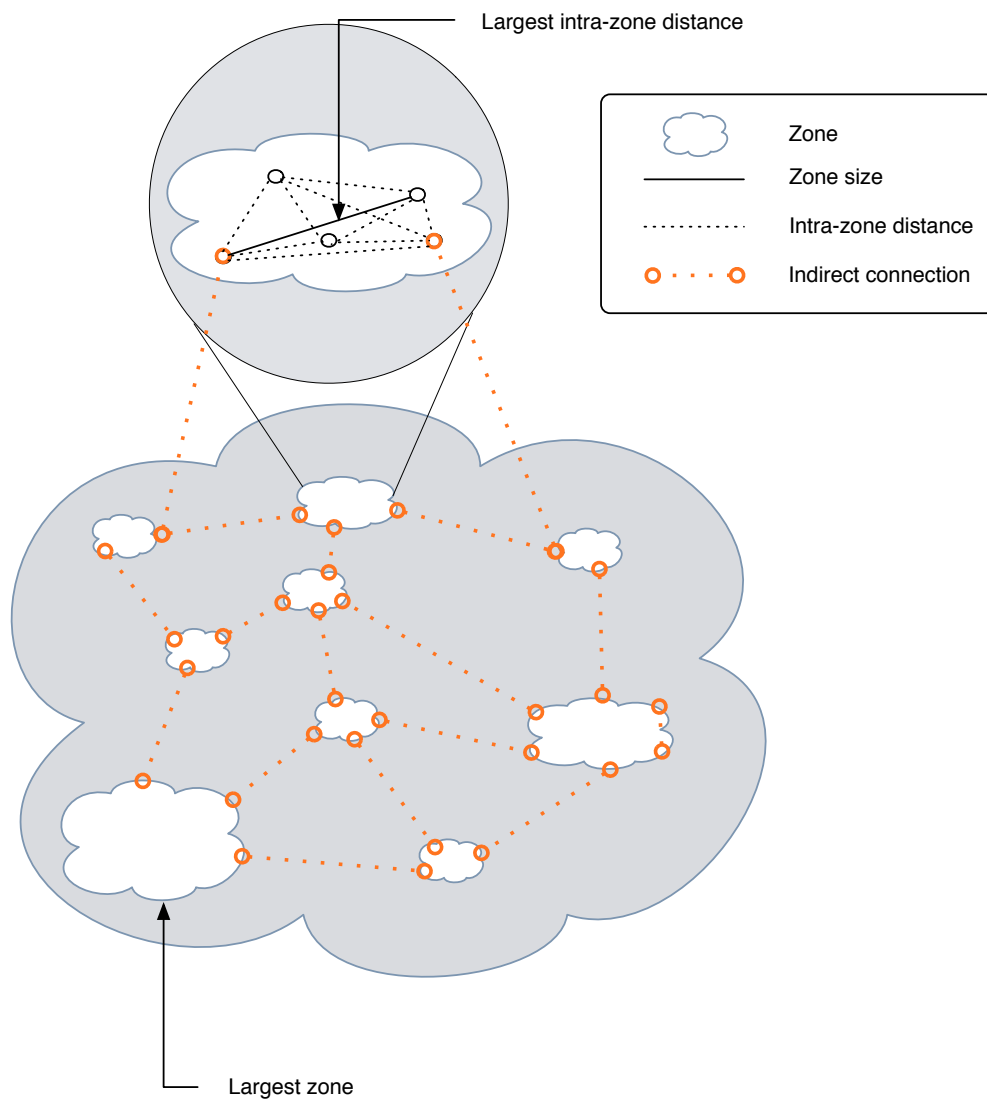 Largest intra-zone distance
Zone
Zone size
Intra-zone distance
Indirect connection
Largest zone